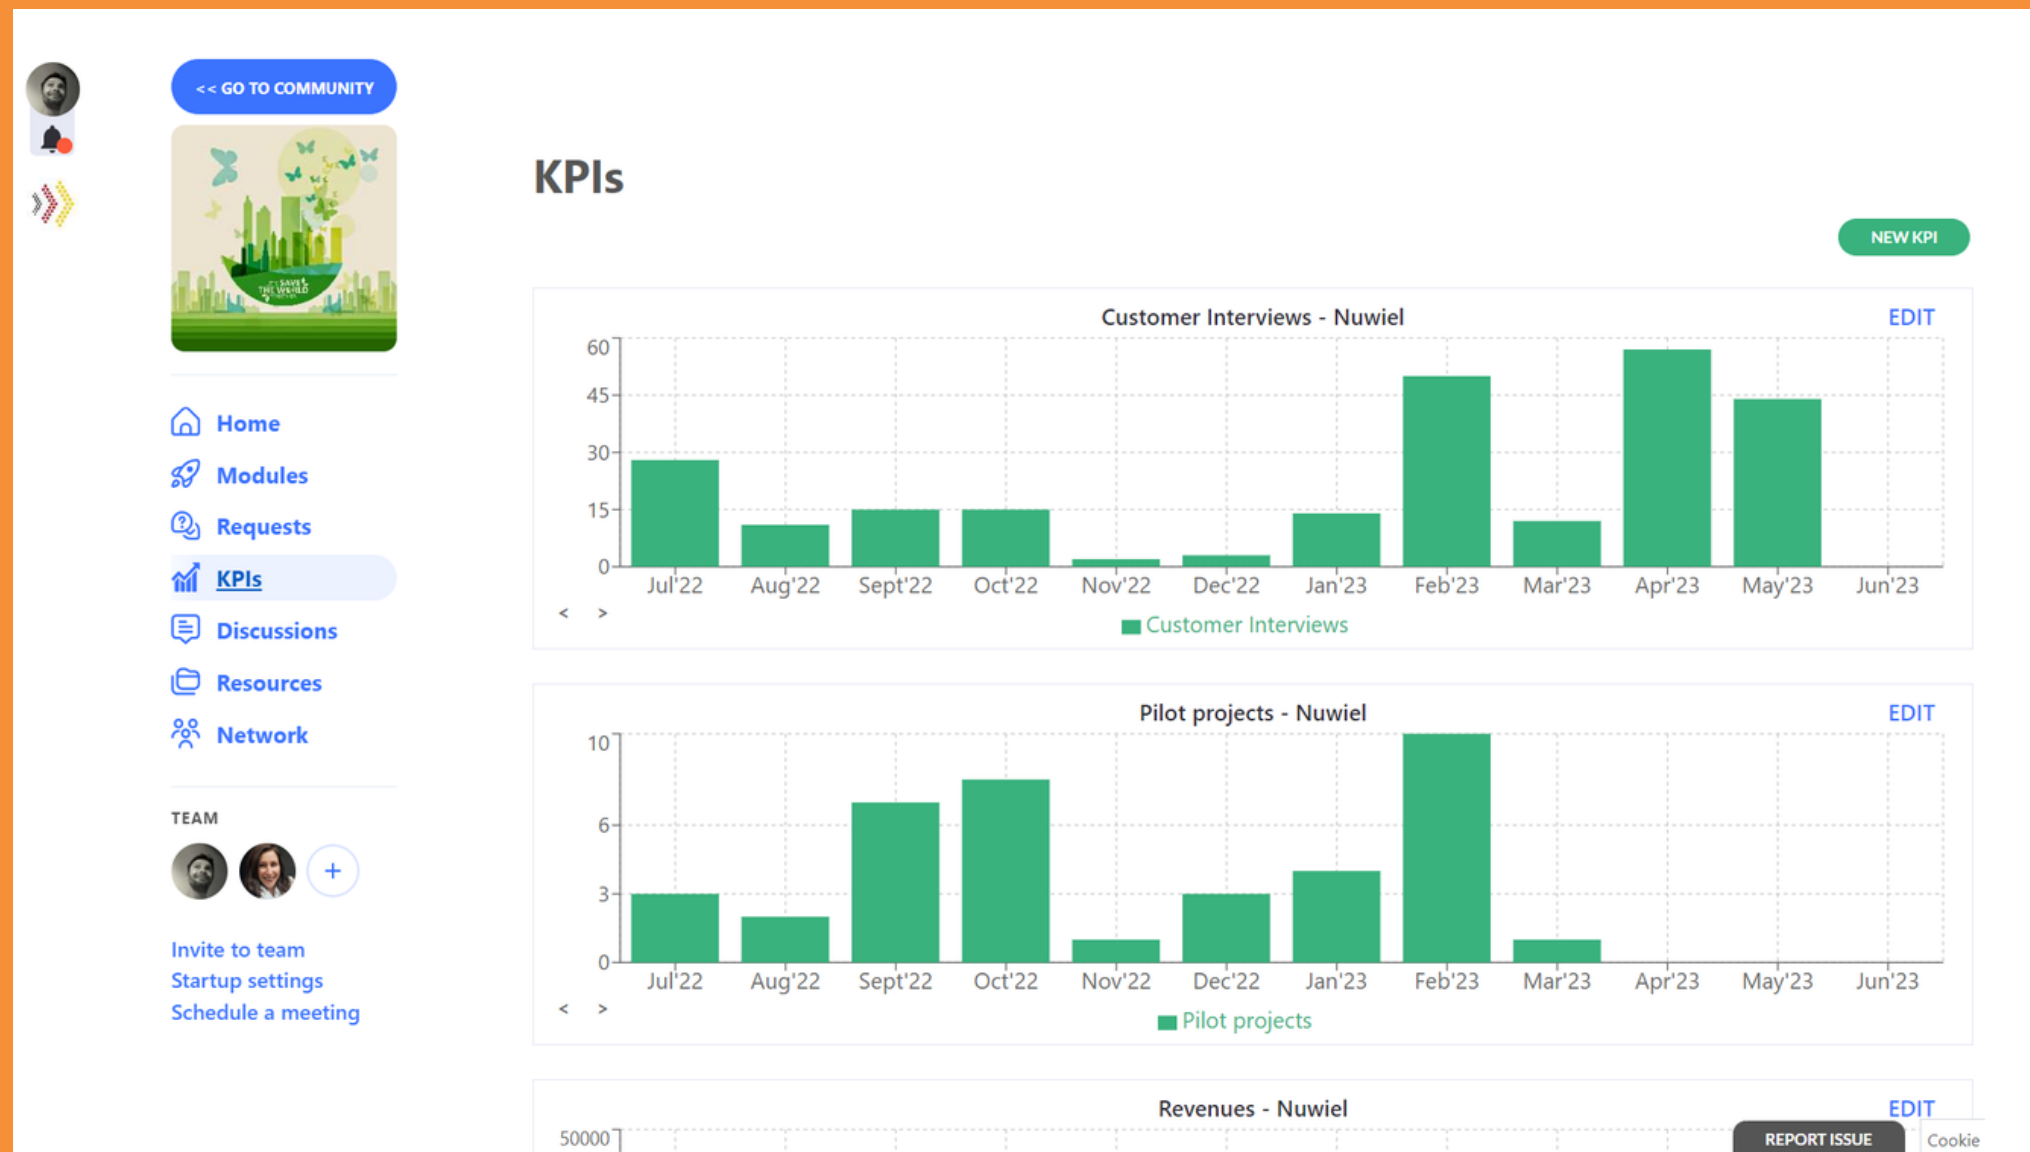 << GO TO COMMUNITY
SAVE
THE WORLD
Home
Modules
Requests
KPIs
Discussions
Resources
Network
TEAM
+
Invite to team
Startup settings
Schedule a meeting
KPIs
NEW KPI
Customer Interviews - Nuwiel
EDIT
60
45
30
15
0
Jul'22 Aug'22 Sept'22 Oct'22 Nov'22 Dec'22 Jan'23 Feb'23 Mar'23 Apr'23 May'23 Jun'23
< >
Customer Interviews
Pilot projects - Nuwiel
EDIT
10
6
3
0
Jul'22 Aug'22 Sept'22 Oct'22 Nov'22 Dec'22 Jan'23 Feb'23 Mar'23 Apr'23 May'23 Jun'23
< >
Pilot projects
Revenues - Nuwiel
EDIT
50000
REPORT ISSUE
Cookie